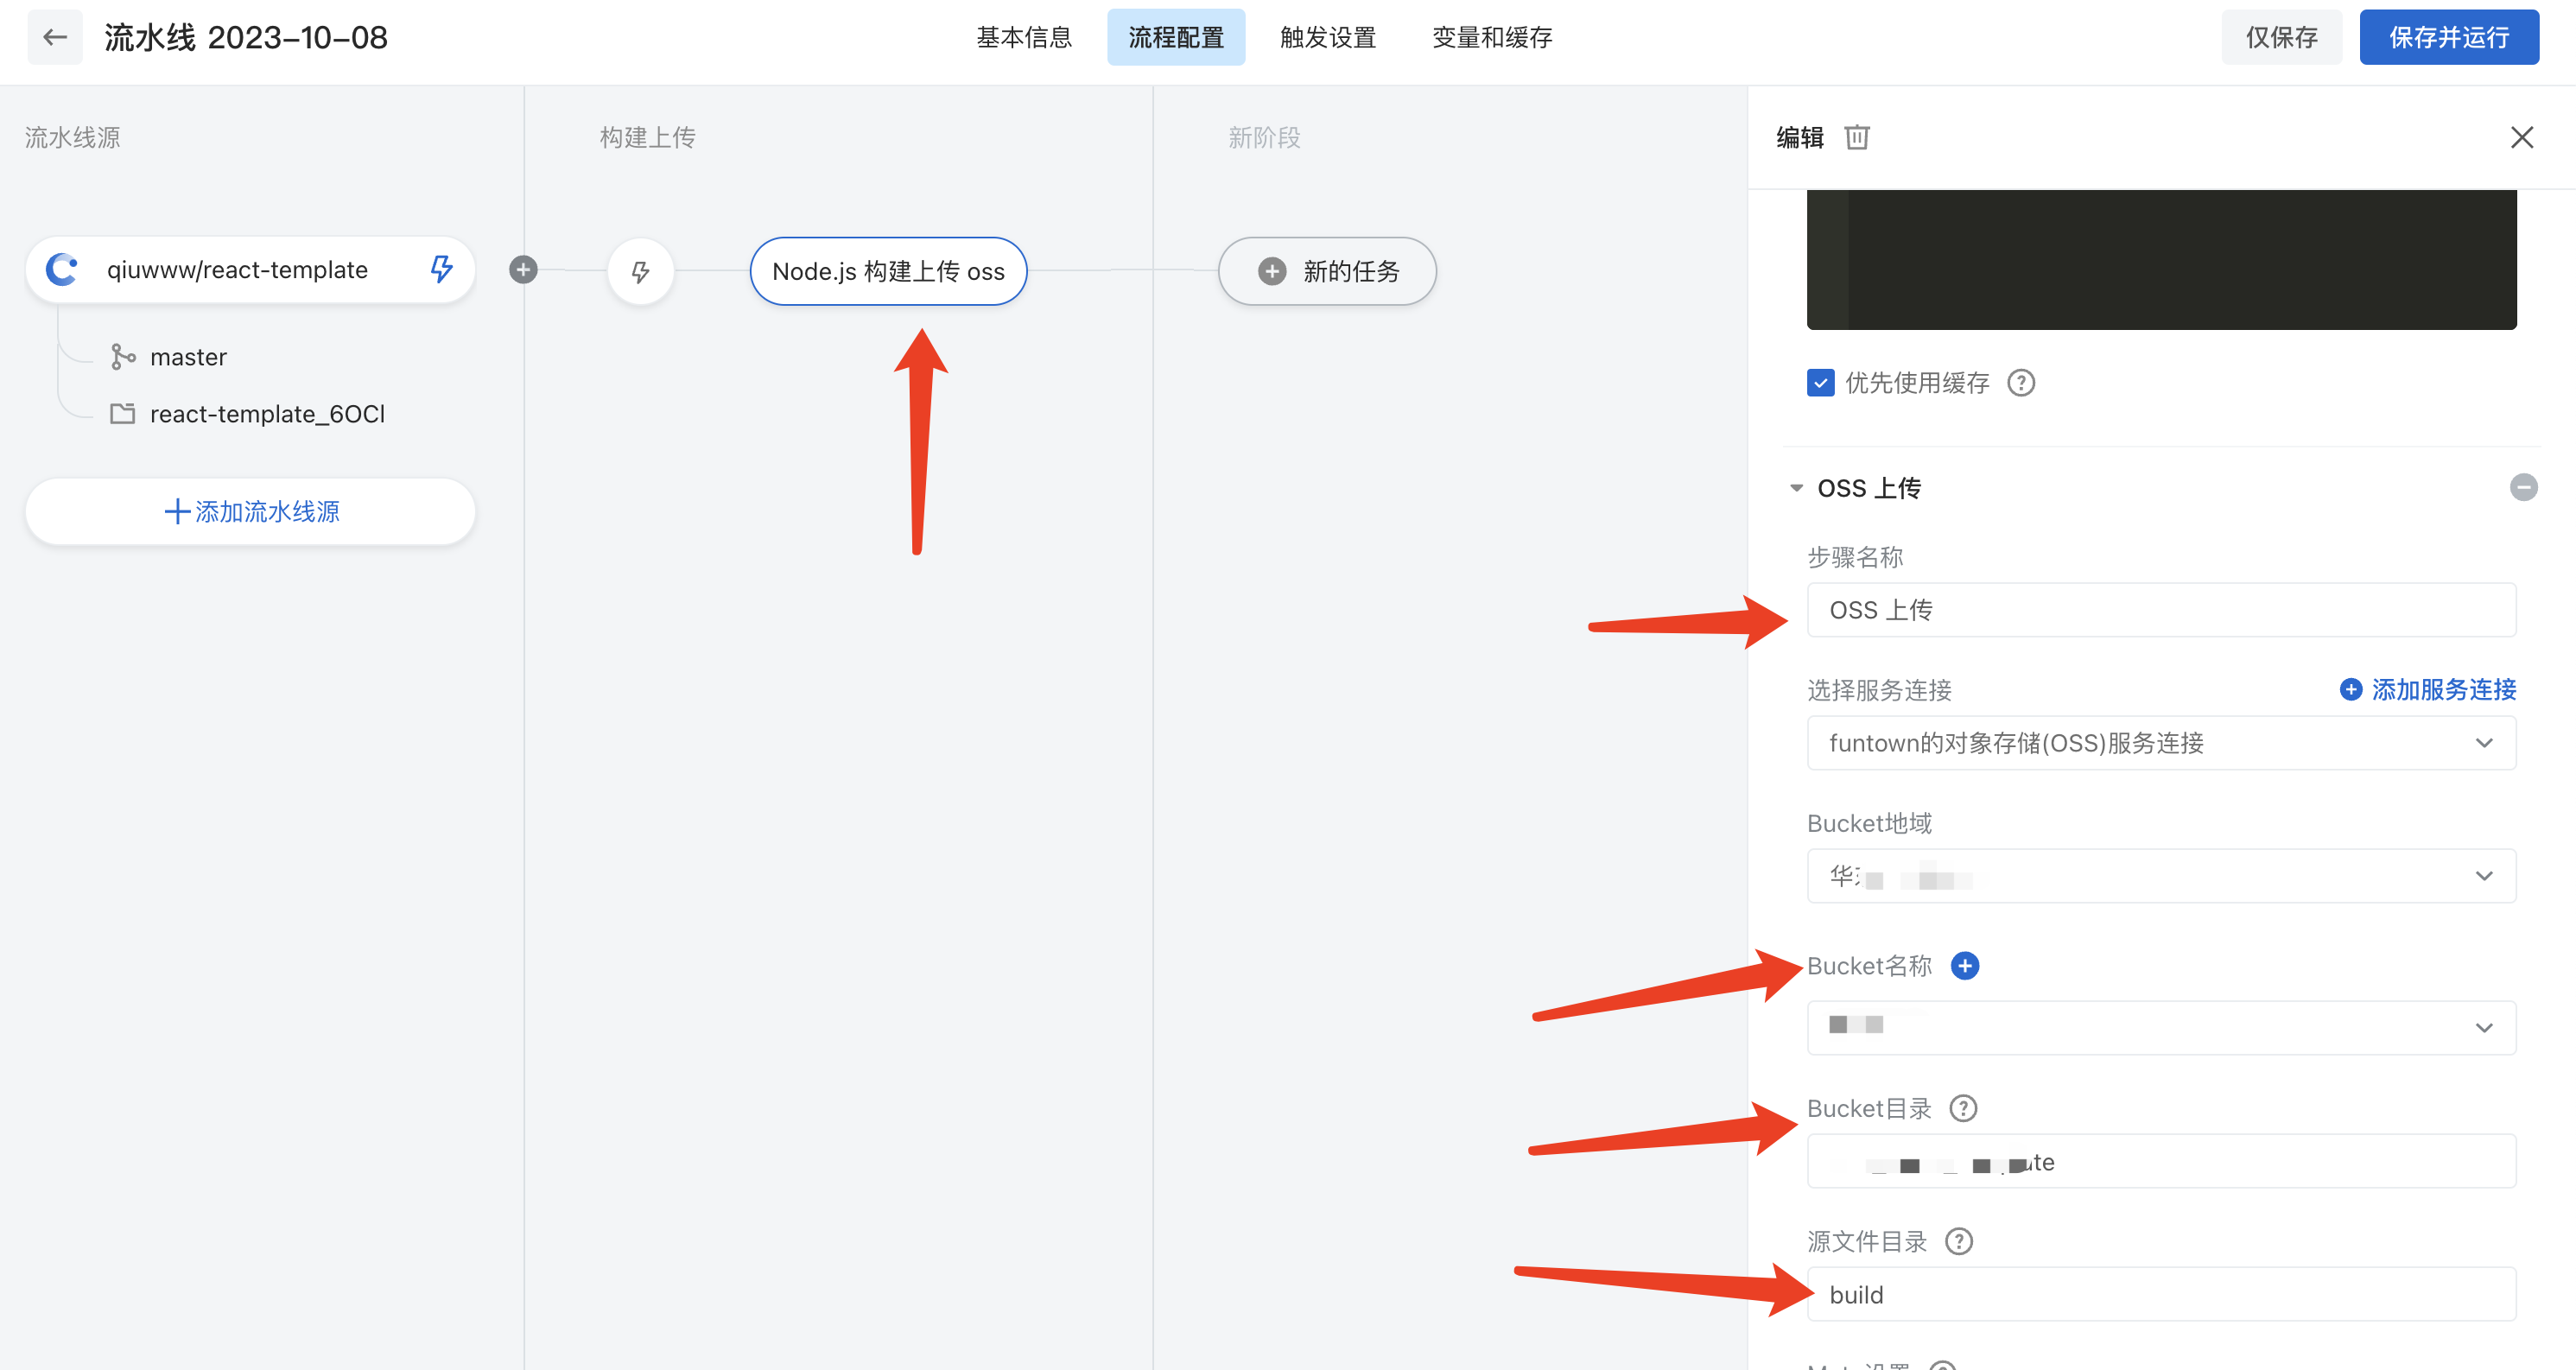 流水线 2023-10-08
基本信息
流程配置
触发设置
变量和缓存
仅保存
保存并运行
流水线源
构建上传
新阶段
qiuwww/react-template
master
react-template_6OCl
添加流水线源
Node.js 构建上传 oss
新的任务
编辑
优先使用缓存
OSS 上传
步骤名称
OSS 上传
选择服务连接
添加服务连接
funtown的对象存储(OSS)服务连接
Bucket地域
华
Bucket名称
Bucket目录
源文件目录
build